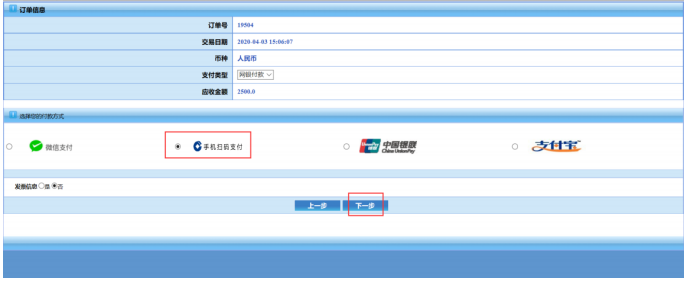 订单信息
订单号 19504
交易日期 2020-04-03 15:06:07
币种 人民币
支付类型 网银付款
应收金额 2500.0
选择您的付款方式
微信支付 手机扫码支付 UnionPay 银联 中国银联 China UnionPay 支付宝
发票信息 是 否
上一步 下一步